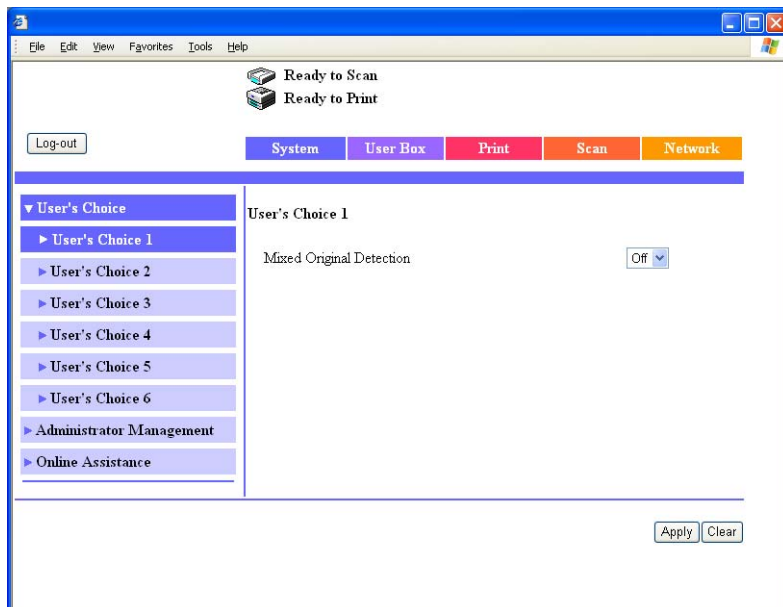 File Edit View Favorites Tools Help
Ready to Scan
Ready to Print
Log-out
System User Box Print Scan Network
User's Choice
User's Choice 1
User's Choice 2
User's Choice 3
User's Choice 4
User's Choice 5
User's Choice 6
Administrator Management
Online Assistance
User's Choice 1
Mixed Original Detection Off
Apply Clear